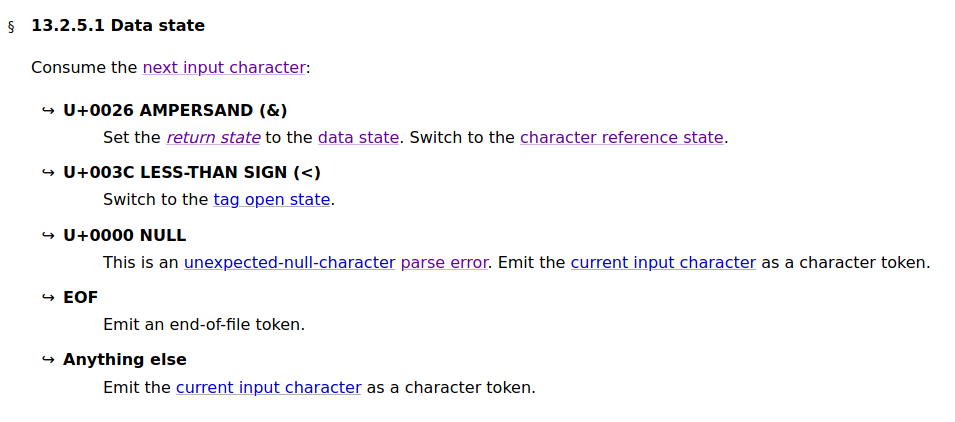 § 13.2.5.1 Data state
Consume the next input character:
↪ U+0026 AMPERSAND (&)
Set the return state to the data state. Switch to the character reference state.
↪ U+003C LESS-THAN SIGN (<)
Switch to the tag open state.
↪ U+0000 NULL
This is an unexpected-null-character parse error. Emit the current input character as a character token.
↪ EOF
Emit an end-of-file token.
↪ Anything else
Emit the current input character as a character token.